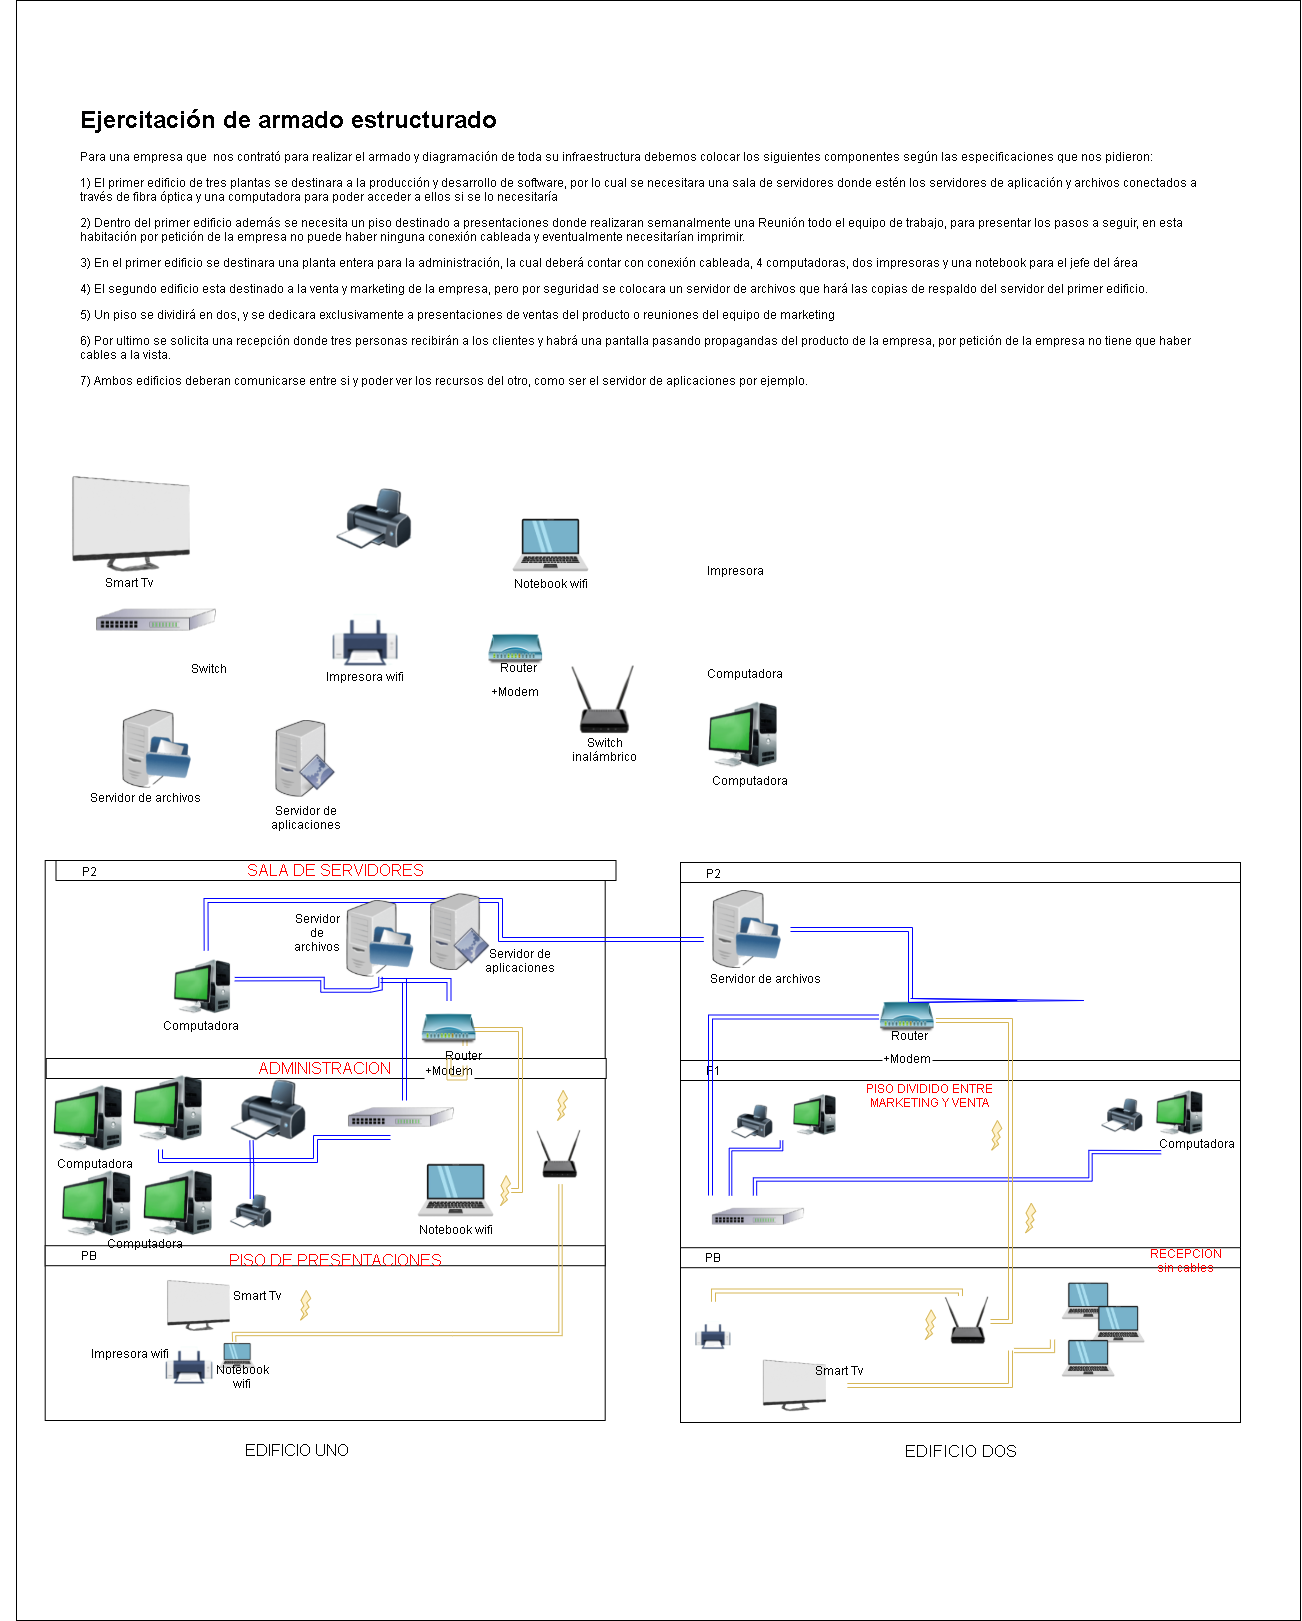 Ejercitación de armado estructurado
Para una empresa que nos contrató para realizar el armado y diagramación de toda su infraestructura debemos colocar los siguientes componentes según las especificaciones que nos pidieron:
1) El primer edificio de tres plantas se destinara a la producción y desarrollo de software, por lo cual se necesitara una sala de servidores donde estén los servidores de aplicación y archivos conectados a
través de fibra óptica y una computadora para poder acceder a ellos si se lo necesitaría
2) Dentro del primer edificio además se necesita un piso destinado a presentaciones donde realizaran semanalmente una Reunión todo el equipo de trabajo, para presentar los pasos a seguir, en esta
habitación por petición de la empresa no puede haber ninguna conexión cableada y eventualmente necesitarían imprimir.
3) En el primer edificio se destinara una planta entera para la administración, la cual deberá contar con conexión cableada, 4 computadoras, dos impresoras y una notebook para el jefe del área
4) El segundo edificio esta destinado a la venta y marketing de la empresa, pero por seguridad se colocara un servidor de archivos que hará las copias de respaldo del servidor del primer edificio.
5) Un piso se dividirá en dos, y se dedicara exclusivamente a presentaciones de ventas del producto o reuniones del equipo de marketing
6) Por ultimo se solicita una recepción donde tres personas recibirán a los clientes y habrá una pantalla pasando propagandas del producto de la empresa, por petición de la empresa no tiene que haber
cables a la vista.
7) Ambos edificios deberan comunicarse entre si y poder ver los recursos del otro, como ser el servidor de aplicaciones por ejemplo.
Smart Tv
Notebook wifi
Impresora
Switch
Impresora wifi
Router
+Modem
Computadora
Switch
inalámbrico
Computadora
Servidor de archivos
Servidor de
aplicaciones
P2
SALA DE SERVIDORES
Servidor
de
archivos
Servidor de
aplicaciones
Computadora
Router
+Modem
ADMINISTRACION
Computadora
Notebook wifi
Computadora
PB
PISO DE PRESENTACIONES
Smart Tv
Impresora wifi
Notebook
wifi
EDIFICIO UNO
P2
Servidor de archivos
Router
+Modem
P1
PISO DIVIDIDO ENTRE
MARKETING Y VENTA
Computadora
PB
RECEPCION
sin cables
Smart Tv
EDIFICIO DOS